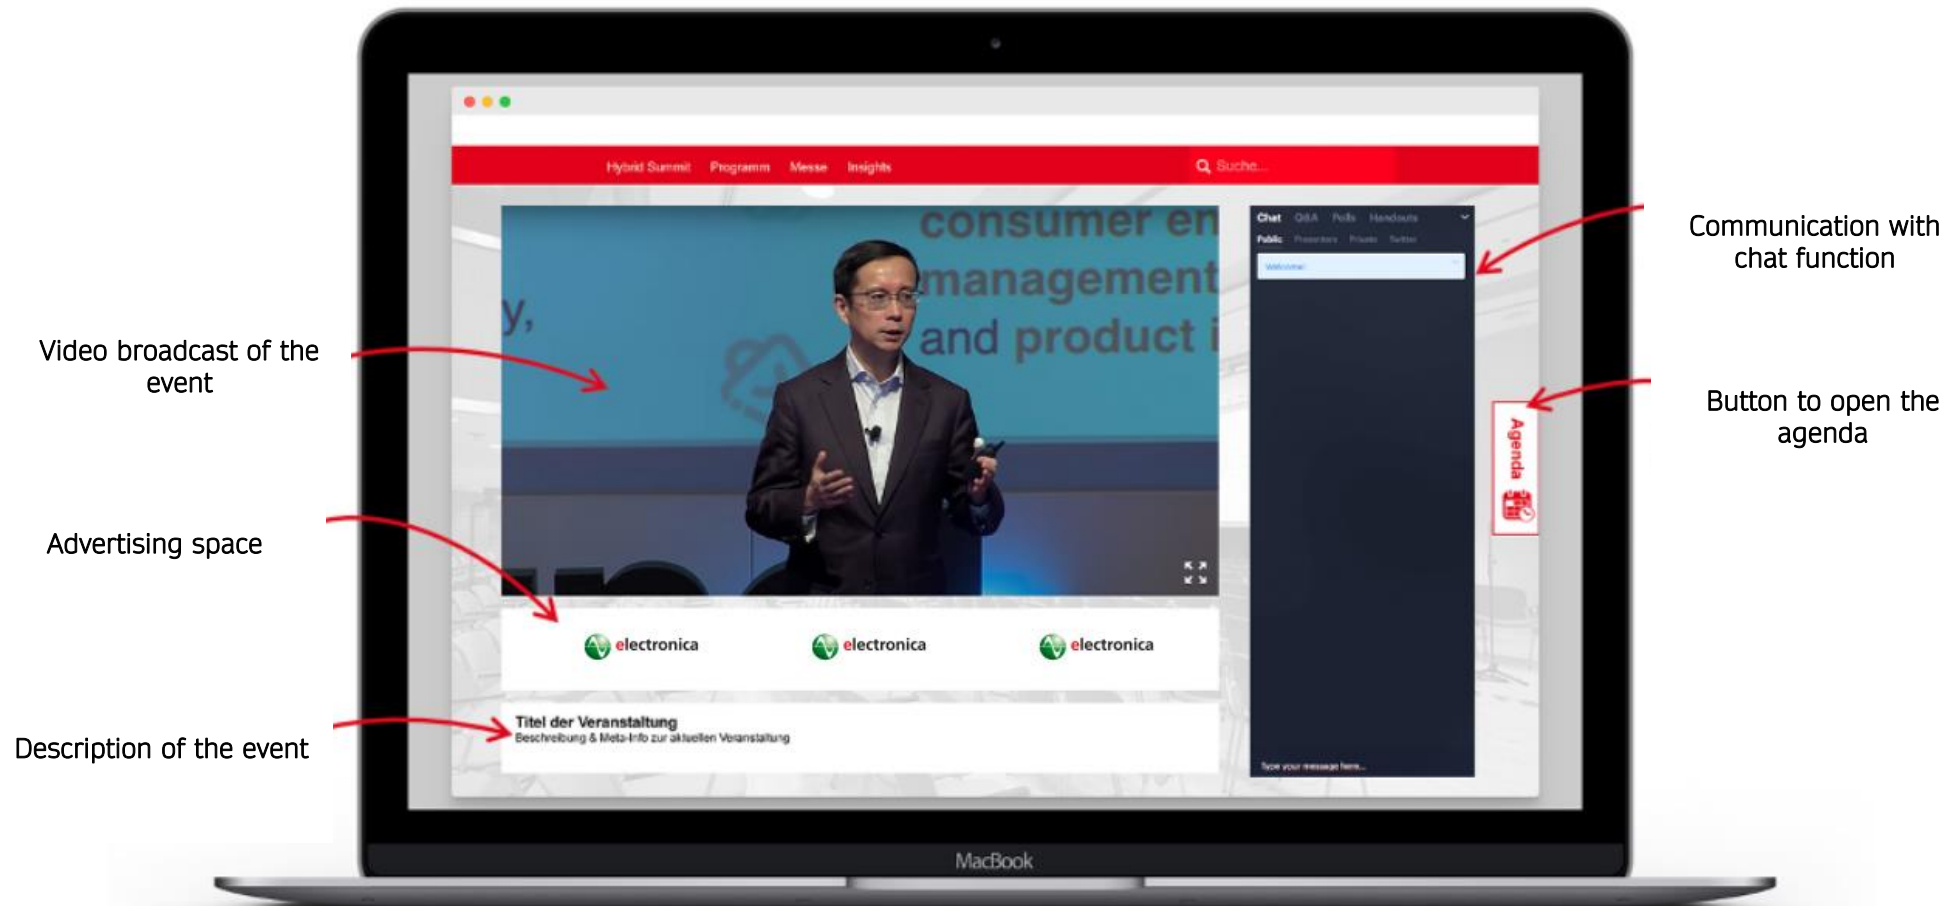 Hybrid Summit Programm Messe Insights
Suche...
consumer en
management
and product i
y,
Chat Q&A Polls Handouts
Public Presenters Private Twitter
Welcome!
Communication with
chat function
Video broadcast of the
event
Button to open the
agenda
Agenda
Advertising space
electronica electronica electronica
Description of the event
Titel der Veranstaltung
Beschreibung & Meta-Info zur aktuellen Veranstaltung
Type your message here...
MacBook